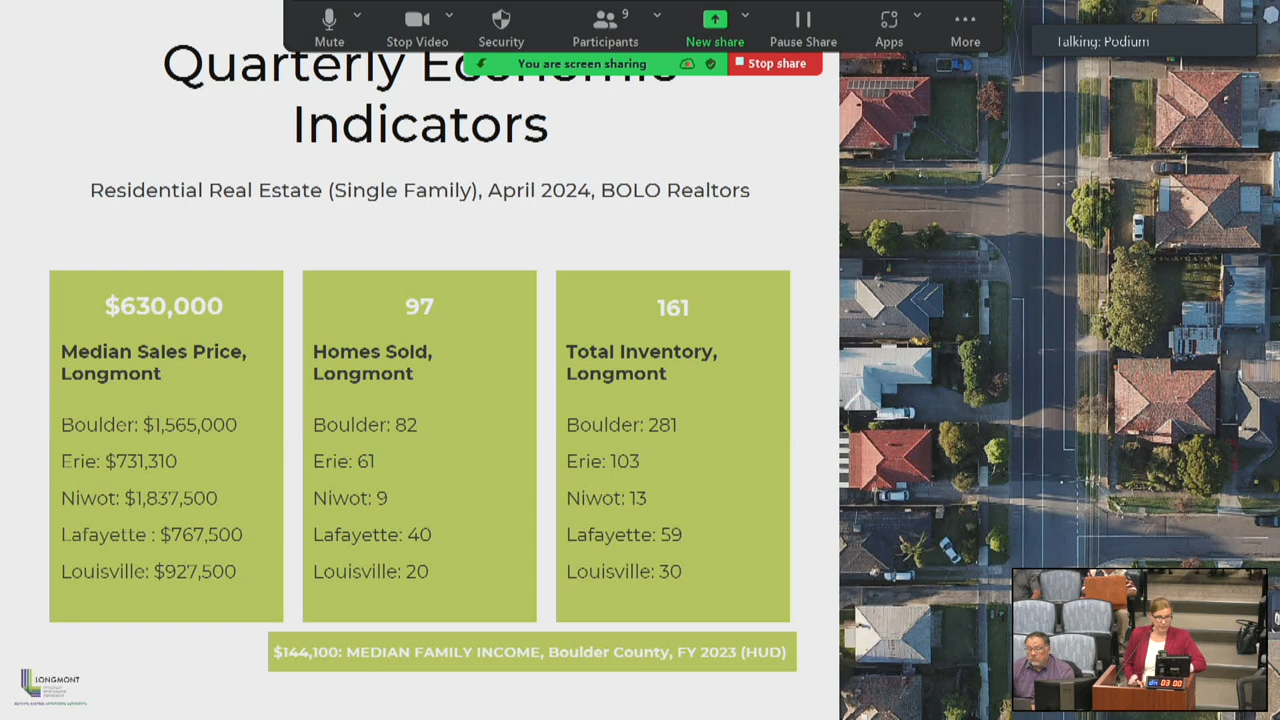 Mute
Stop Video
Security
Participants
9
New share
Pause Share
Apps
More
You are screen sharing
Stop share
Talking: Podium
Quarterly Economic
Indicators
Residential Real Estate (Single Family), April 2024, BOLO Realtors
$630,000
Median Sales Price,
Longmont
Boulder: $1,565,000
Erie: $731,310
Niwot: $1,837,500
Lafayette : $767,500
Louisville: $927,500
97
Homes Sold,
Longmont
Boulder: 82
Erie: 61
Niwot: 9
Lafayette: 40
Louisville: 20
161
Total Inventory,
Longmont
Boulder: 281
Erie: 103
Niwot: 13
Lafayette: 59
Louisville: 30
$144,100: MEDIAN FAMILY INCOME, Boulder County, FY 2023 (HUD)
LONGMONT
03 00